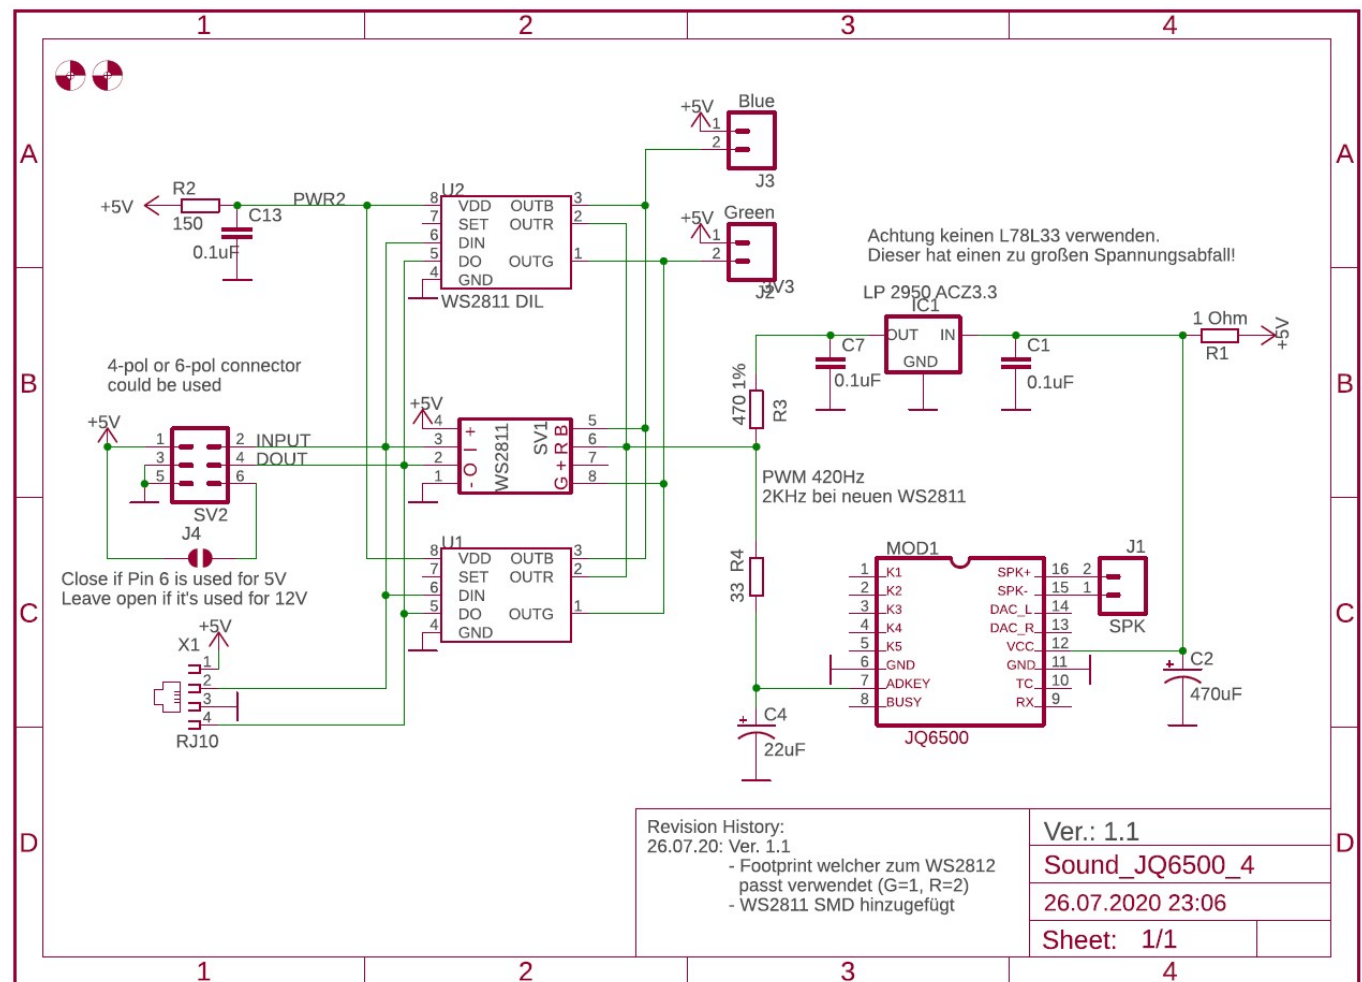 1 2 3 4
A A
B B
C C
D D
+5V
R2
150
C13
0.1uF
PWR2
U2
8 VDD OUTB 3
7 SET OUTR 2
6 DIN
5 DO OUTG 1
4 GND
WS2811 DIL
+5V
Blue
1
2
J3
+5V
Green
1
2
J2
3V3
Achtung keinen L78L33 verwenden.
Dieser hat einen zu großen Spannungsabfall!
LP 2950 ACZ3.3
IC1
OUT IN
GND
C7
0.1uF
C1
0.1uF
1 Ohm
R1
+5V
470 1%
R3
4-pol or 6-pol connector
could be used
+5V
1 2 INPUT
3 4 DOUT
5 6
SV2
J4
Close if Pin 6 is used for 5V
Leave open if it's used for 12V
+5V
4 + B 5
3 I R 6
2 O + 7
1 - G 8
WS2811
SV1
PWM 420Hz
2KHz bei neuen WS2811
U1
8 VDD OUTB 3
7 SET OUTR 2
6 DIN
5 DO OUTG 1
4 GND
33 R4
MOD1
1 K1 SPK+ 16
2 K2 SPK- 15
3 K3 DAC_L 14
4 K4 DAC_R 13
5 K5 VCC 12
6 GND GND 11
7 ADKEY TC 10
8 BUSY RX 9
JQ6500
J1
2
1
SPK
+
C2
470uF
+5V
X1
1
2
3
4
RJ10
+
C4
22uF
Revision History:
26.07.20: Ver. 1.1
- Footprint welcher zum WS2812
passt verwendet (G=1, R=2)
- WS2811 SMD hinzugefügt
Ver.: 1.1
Sound_JQ6500_4
26.07.2020 23:06
Sheet: 1/1
1 2 3 4